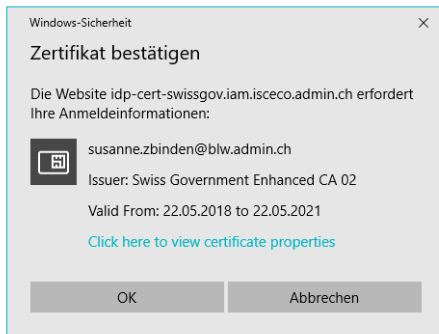 Windows-Sicherheit
Zertifikat bestätigen
Die Website idp-cert-swissgov.iam.isceco.admin.ch erfordert
Ihre Anmeldeinformationen:
susanne.zbinden@blw.admin.ch
Issuer: Swiss Government Enhanced CA 02
Valid From: 22.05.2018 to 22.05.2021
Click here to view certificate properties
OK
Abbrechen